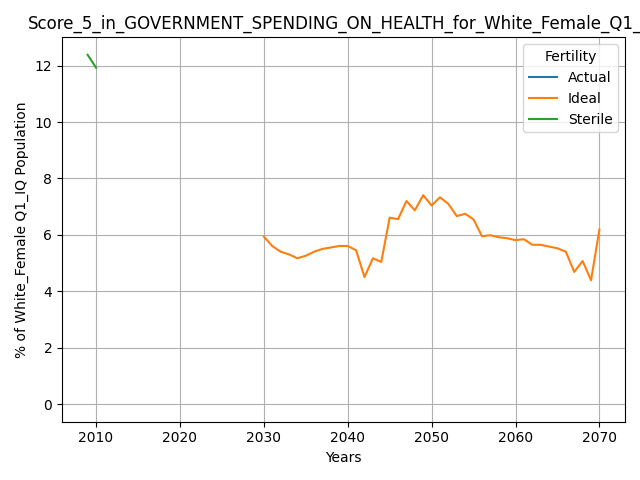 Score_5_in_GOVERNMENT_SPENDING_ON_HEALTH_for_White_Female_Q1_
Fertility
Actual
Ideal
Sterile
% of White_Female Q1_IQ Population
12
10
8
6
4
2
0
2010 2020 2030 2040 2050 2060 2070
Years